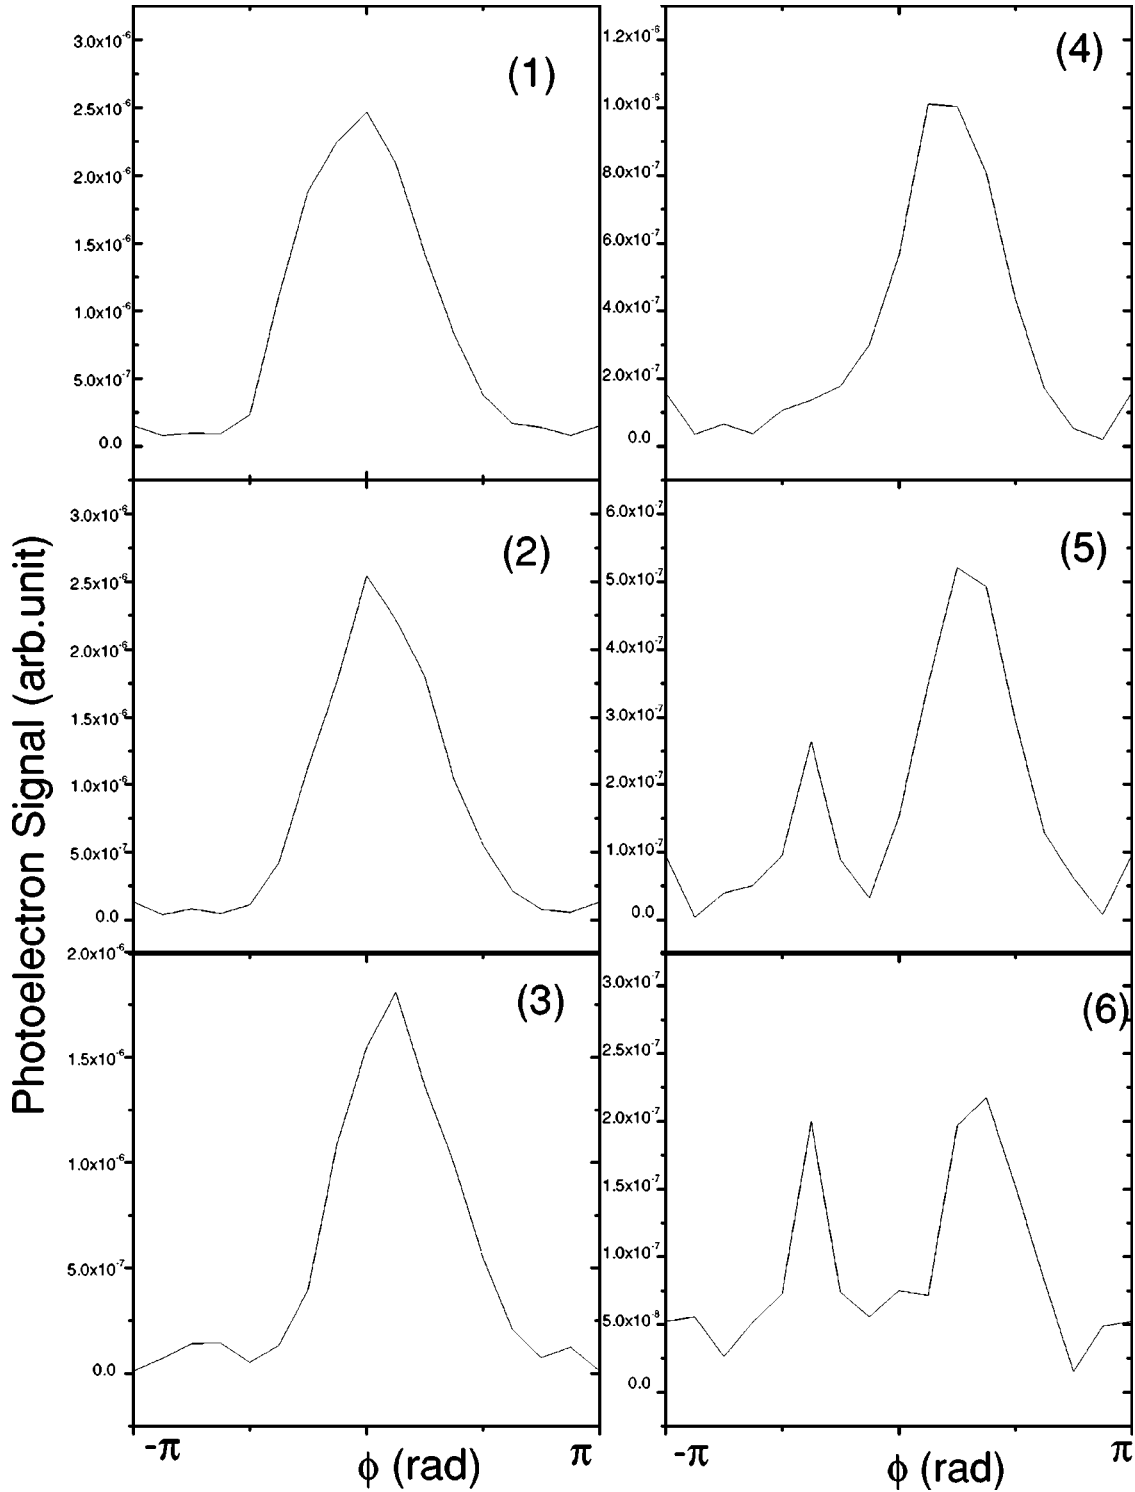 Photoelectron Signal (arb.unit)
(1)
3.0x10⁻⁶
2.5x10⁻⁶
2.0x10⁻⁶
1.5x10⁻⁶
1.0x10⁻⁶
5.0x10⁻⁷
0.0
(2)
3.0x10⁻⁶
2.5x10⁻⁶
2.0x10⁻⁶
1.5x10⁻⁶
1.0x10⁻⁶
5.0x10⁻⁷
0.0
(3)
2.0x10⁻⁶
1.5x10⁻⁶
1.0x10⁻⁶
5.0x10⁻⁷
0.0
-π ϕ (rad) π
(4)
1.2x10⁻⁶
1.0x10⁻⁶
8.0x10⁻⁷
6.0x10⁻⁷
4.0x10⁻⁷
2.0x10⁻⁷
0.0
(5)
6.0x10⁻⁷
5.0x10⁻⁷
4.0x10⁻⁷
3.0x10⁻⁷
2.0x10⁻⁷
1.0x10⁻⁷
0.0
(6)
3.0x10⁻⁷
2.5x10⁻⁷
2.0x10⁻⁷
1.5x10⁻⁷
1.0x10⁻⁷
5.0x10⁻⁸
0.0
-π ϕ (rad) π